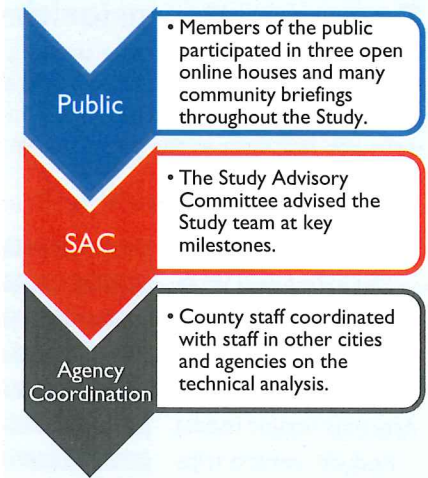 Public
• Members of the public
participated in three open
online houses and many
community briefings
throughout the Study.
SAC
• The Study Advisory
Committee advised the
Study team at key
milestones.
Agency
Coordination
• County staff coordinated
with staff in other cities
and agencies on the
technical analysis.